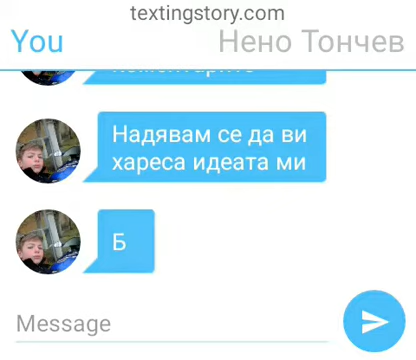 textingstory.com
You
Нено Тончев
Надявам се да ви
хареса идеата ми
Б
Message